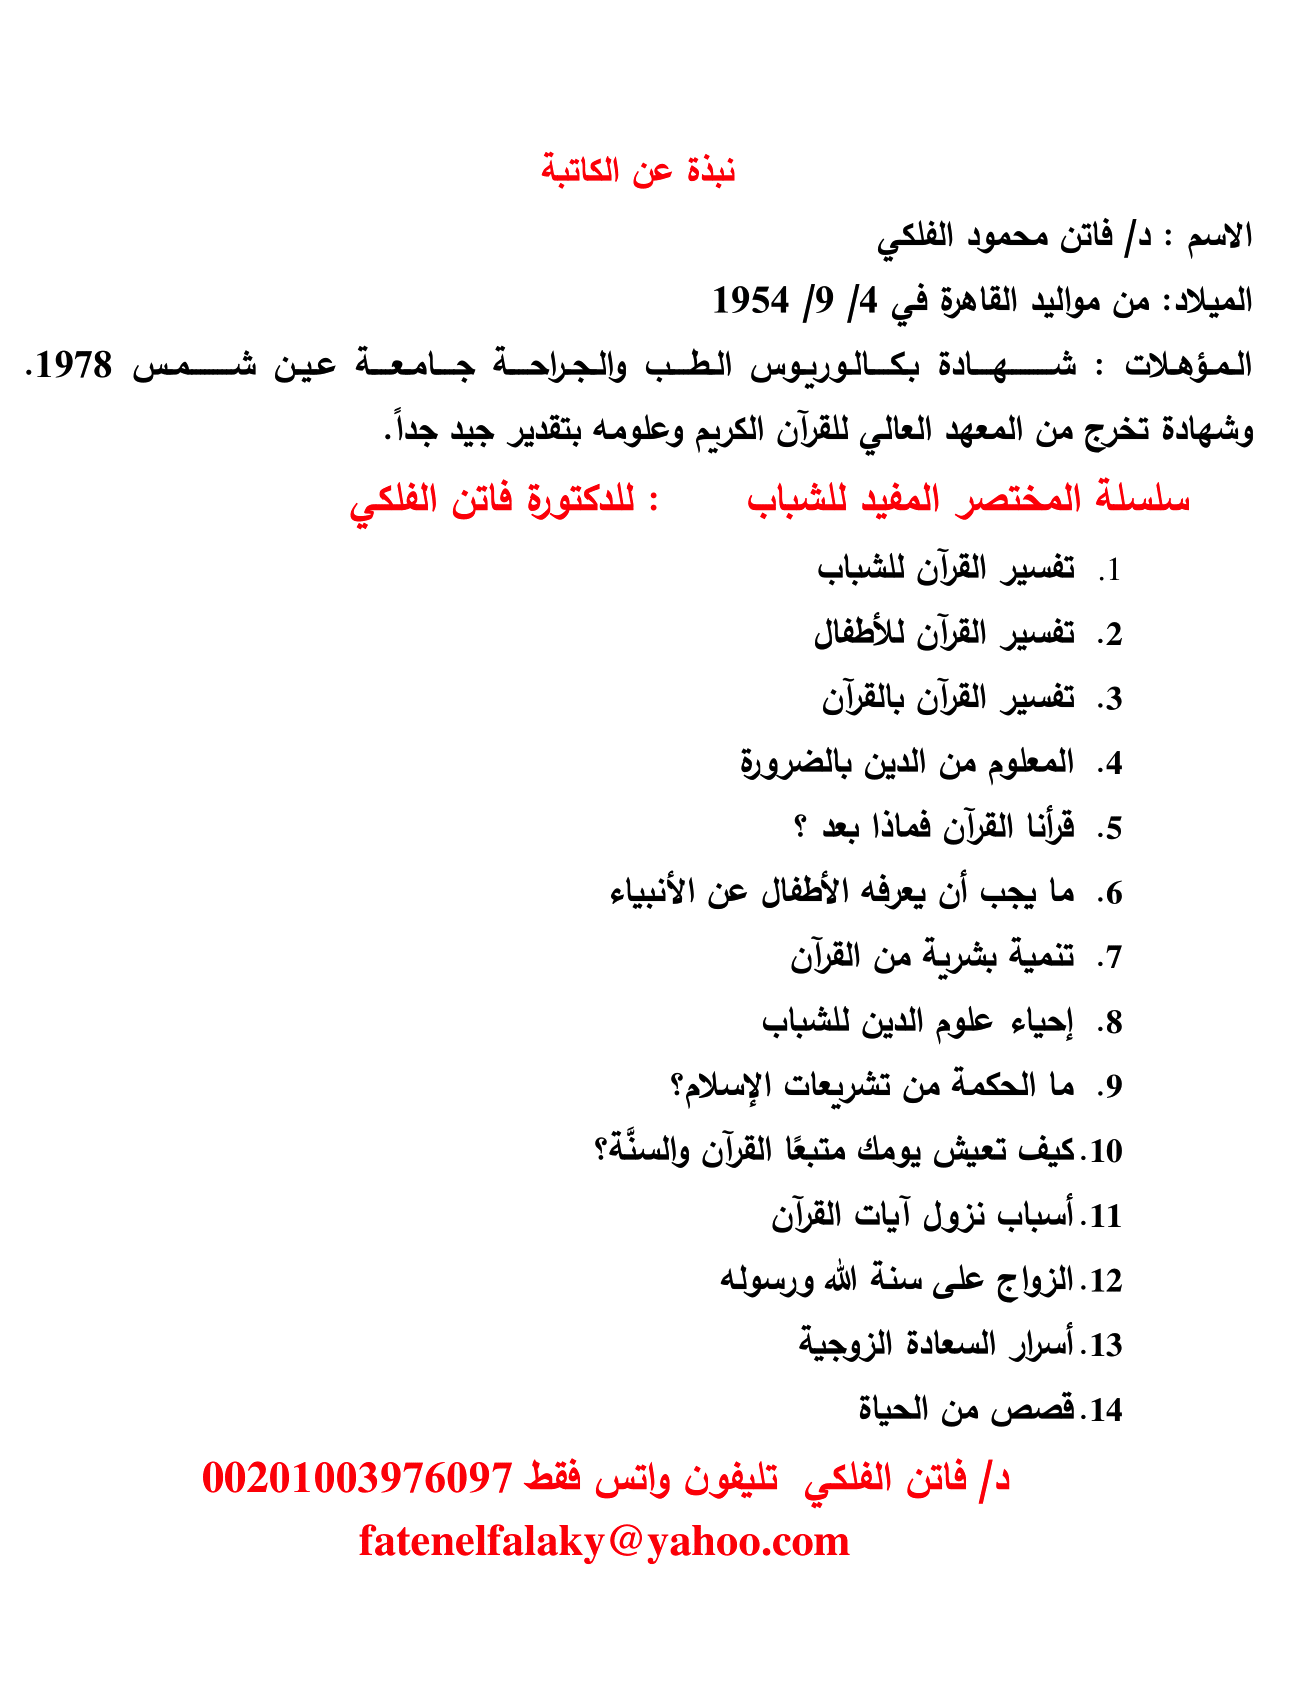 نبذة عن الكاتبة
الاسم : د/ فاتن محمود الفلكي
الميلاد: من مواليد القاهرة في 4/ 9/ 1954
المؤهلات : شهادة بكالوريوس الطب والجراحة جامعة عين شمس 1978.
وشهادة تخرج من المعهد العالي للقرآن الكريم وعلومه بتقدير جيد جداً.
سلسلة المختصر المفيد للشباب : للدكتورة فاتن الفلكي
1. تفسير القرآن للشباب
2. تفسير القرآن للأطفال
3. تفسير القرآن بالقرآن
4. المعلوم من الدين بالضرورة
5. قرأنا القرآن فماذا بعد ؟
6. ما يجب أن يعرفه الأطفال عن الأنبياء
7. تنمية بشرية من القرآن
8. إحياء علوم الدين للشباب
9. ما الحكمة من تشريعات الإسلام؟
10. كيف تعيش يومك متبعًا القرآن والسنَّة؟
11. أسباب نزول آيات القرآن
12. الزواج على سنة الله ورسوله
13. أسرار السعادة الزوجية
14. قصص من الحياة
د/ فاتن الفلكي تليفون واتس فقط 00201003976097
fatenelfalaky@yahoo.com